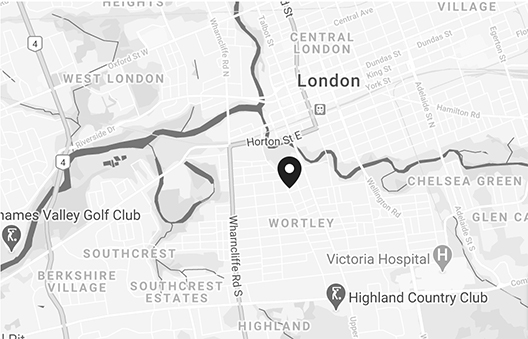 HEIGHTS
VILLAGE
Central Ave
Talbot St
Wharncliffe Rd N
CENTRAL
LONDON
Dundas St
Dundas St
Egerton St
4
Oxford St W
King St
York St
WEST LONDON
London
Adelaide St N
Hamilton Rd
Riverside Dr
Horton St E
4
CHELSEA GREEN
Wellington Rd
Thames Valley Golf Club
Adelaide St S
GLEN CA
WORTLEY
Wharncliffe Rd S
SOUTHCREST
Victoria Hospital
H
BERKSHIRE
VILLAGE
SOUTHCREST
ESTATES
Highland Country Club
HIGHLAND
Upper
Pit